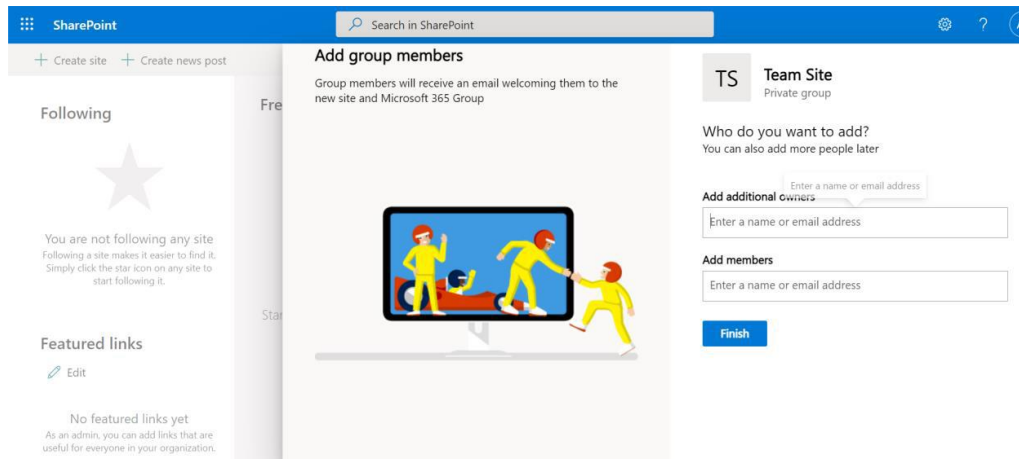 SharePoint
Search in SharePoint
?
+ Create site + Create news post
Following
You are not following any site
Following a site makes it easier to find it.
Simply click the star icon on any site to
start following it.
Featured links
Edit
No featured links yet
As an admin, you can add links that are
useful for everyone in your organization.
Fre
Star
Add group members
Group members will receive an email welcoming them to the
new site and Microsoft 365 Group
TS
Team Site
Private group
Who do you want to add?
You can also add more people later
Enter a name or email address
Add additional owners
Enter a name or email address
Add members
Enter a name or email address
Finish